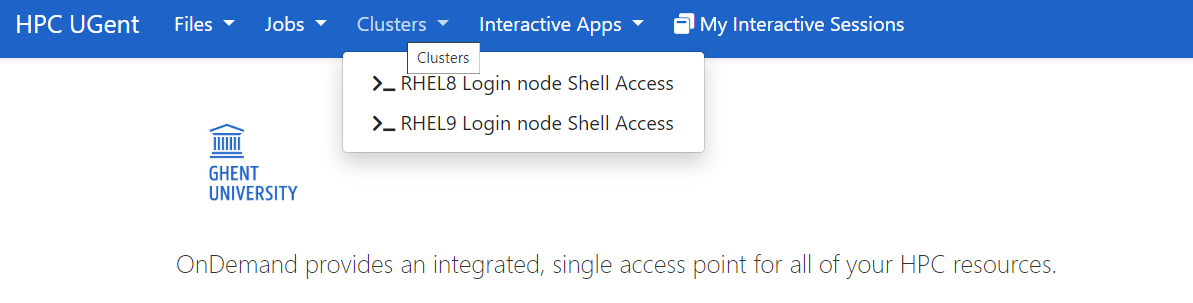 HPC UGent Files Jobs Clusters Interactive Apps My Interactive Sessions
Clusters
RHEL8 Login node Shell Access
RHEL9 Login node Shell Access
GHENT
UNIVERSITY
OnDemand provides an integrated, single access point for all of your HPC resources.